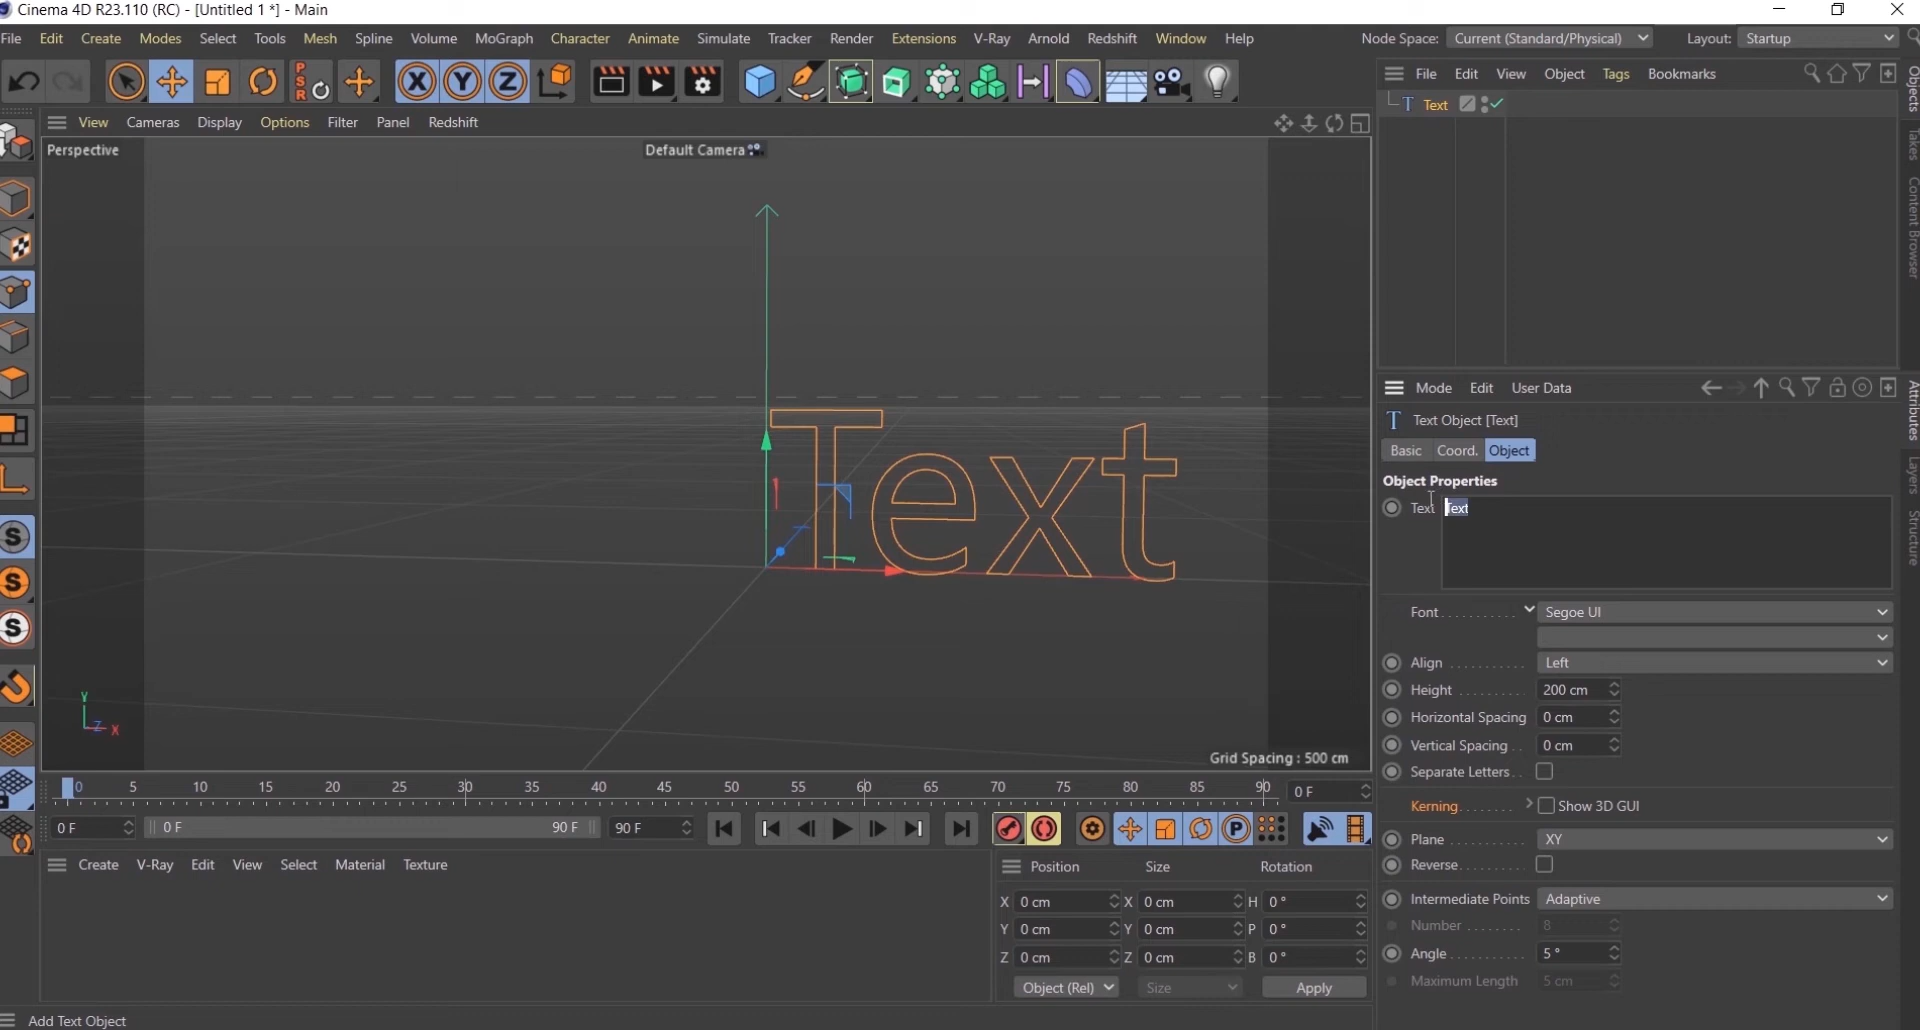 Cinema 4D R23.110 (RC) - [Untitled 1 *] - Main
File Edit Create Modes Select Tools Mesh Spline Volume MoGraph Character Animate Simulate Tracker Render Extensions V-Ray Arnold Redshift Window Help Node Space: Current (Standard/Physical) Layout: Startup
PSR X Y Z
File Edit View Object Tags Bookmarks
Objects
Takes
Content Browser
Text
View Cameras Display Options Filter Panel Redshift
Perspective
Default Camera
Text
Y
Z X
Grid Spacing : 500 cm
Mode Edit User Data
Attributes
Layers
Structure
Text Object [Text]
Basic Coord. Object
Object Properties
Text Text
Font Segoe UI
Align Left
Height 200 cm
Horizontal Spacing 0 cm
Vertical Spacing 0 cm
Separate Letters
Kerning Show 3D GUI
Plane XY
Reverse
Intermediate Points Adaptive
Number 8
Angle 5 °
Maximum Length 5 cm
S
S
S
0 5 10 15 20 25 30 35 40 45 50 55 60 65 70 75 80 85 90 0 F
0 F 0 F 90 F 90 F P
Create V-Ray Edit View Select Material Texture
Position Size Rotation
X 0 cm X 0 cm H 0 °
Y 0 cm Y 0 cm P 0 °
Z 0 cm Z 0 cm B 0 °
Object (Rel) Size Apply
Add Text Object